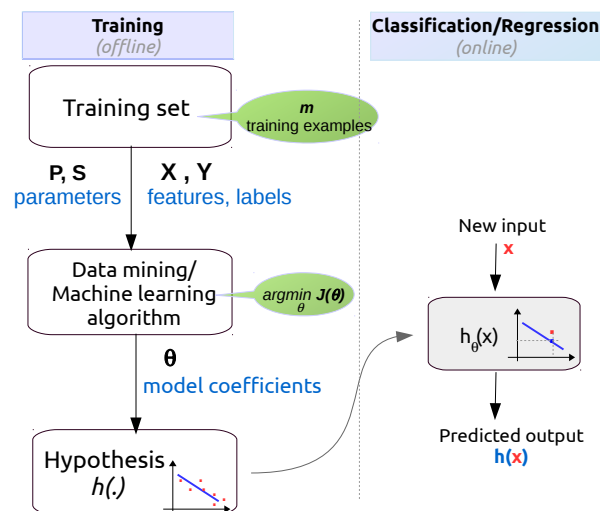 Training
(offline)
Classification/Regression
(online)
Training set
m
training examples
P, S
parameters
X , Y
features, labels
Data mining/
Machine learning
algorithm
argmin J(θ)
θ
θ
model coefficients
Hypothesis
h(.)
New input
x
hθ(x)
Predicted output
h(x)